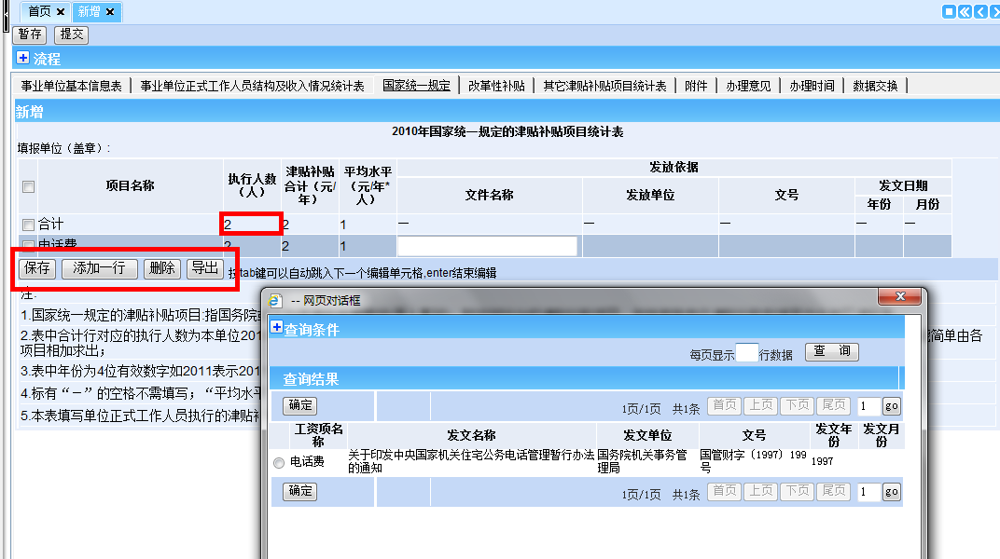 首页 新增
暂存 提交
流程
事业单位基本信息表 事业单位正式工作人员结构及收入情况统计表 国家统一规定 改革性补贴 其它津贴补贴项目统计表 附件 办理意见 办理时间 数据交换
新增
2010年国家统一规定的津贴补贴项目统计表
填报单位（盖章）:
项目名称 执行人数（人） 津贴补贴合计（元/年） 平均水平（元/年*人） 发放依据
文件名称 发放单位 文号 发文日期
年份 月份
合计 2 2 1 — — — — —
电话费 2 2 1
保存 添加一行 删除 导出 按tab键可以自动跳入下一个编辑单元格,enter结束编辑
注:
1.国家统一规定的津贴补贴项目:指国务院
2.表中合计行对应的执行人数为本单位201
简单由各
项目相加求出；
3.表中年份为4位有效数字如2011表示201
4.标有“－”的空格不需填写；“平均水平
5.本表填写单位正式工作人员执行的津贴补
-- 网页对话框
查询条件
每页显示 行数据 查 询
查询结果
确定 1页/1页 共1条 首页 上页 下页 尾页 1 go
工资项名称 发文名称 发文单位 文号 发文年份 发文月份
电话费 关于印发中央国家机关住宅公务电话管理暂行办法的通知 国务院机关事务管理局 国管财字（1997）199号 1997
确定 1页/1页 共1条 首页 上页 下页 尾页 1 go